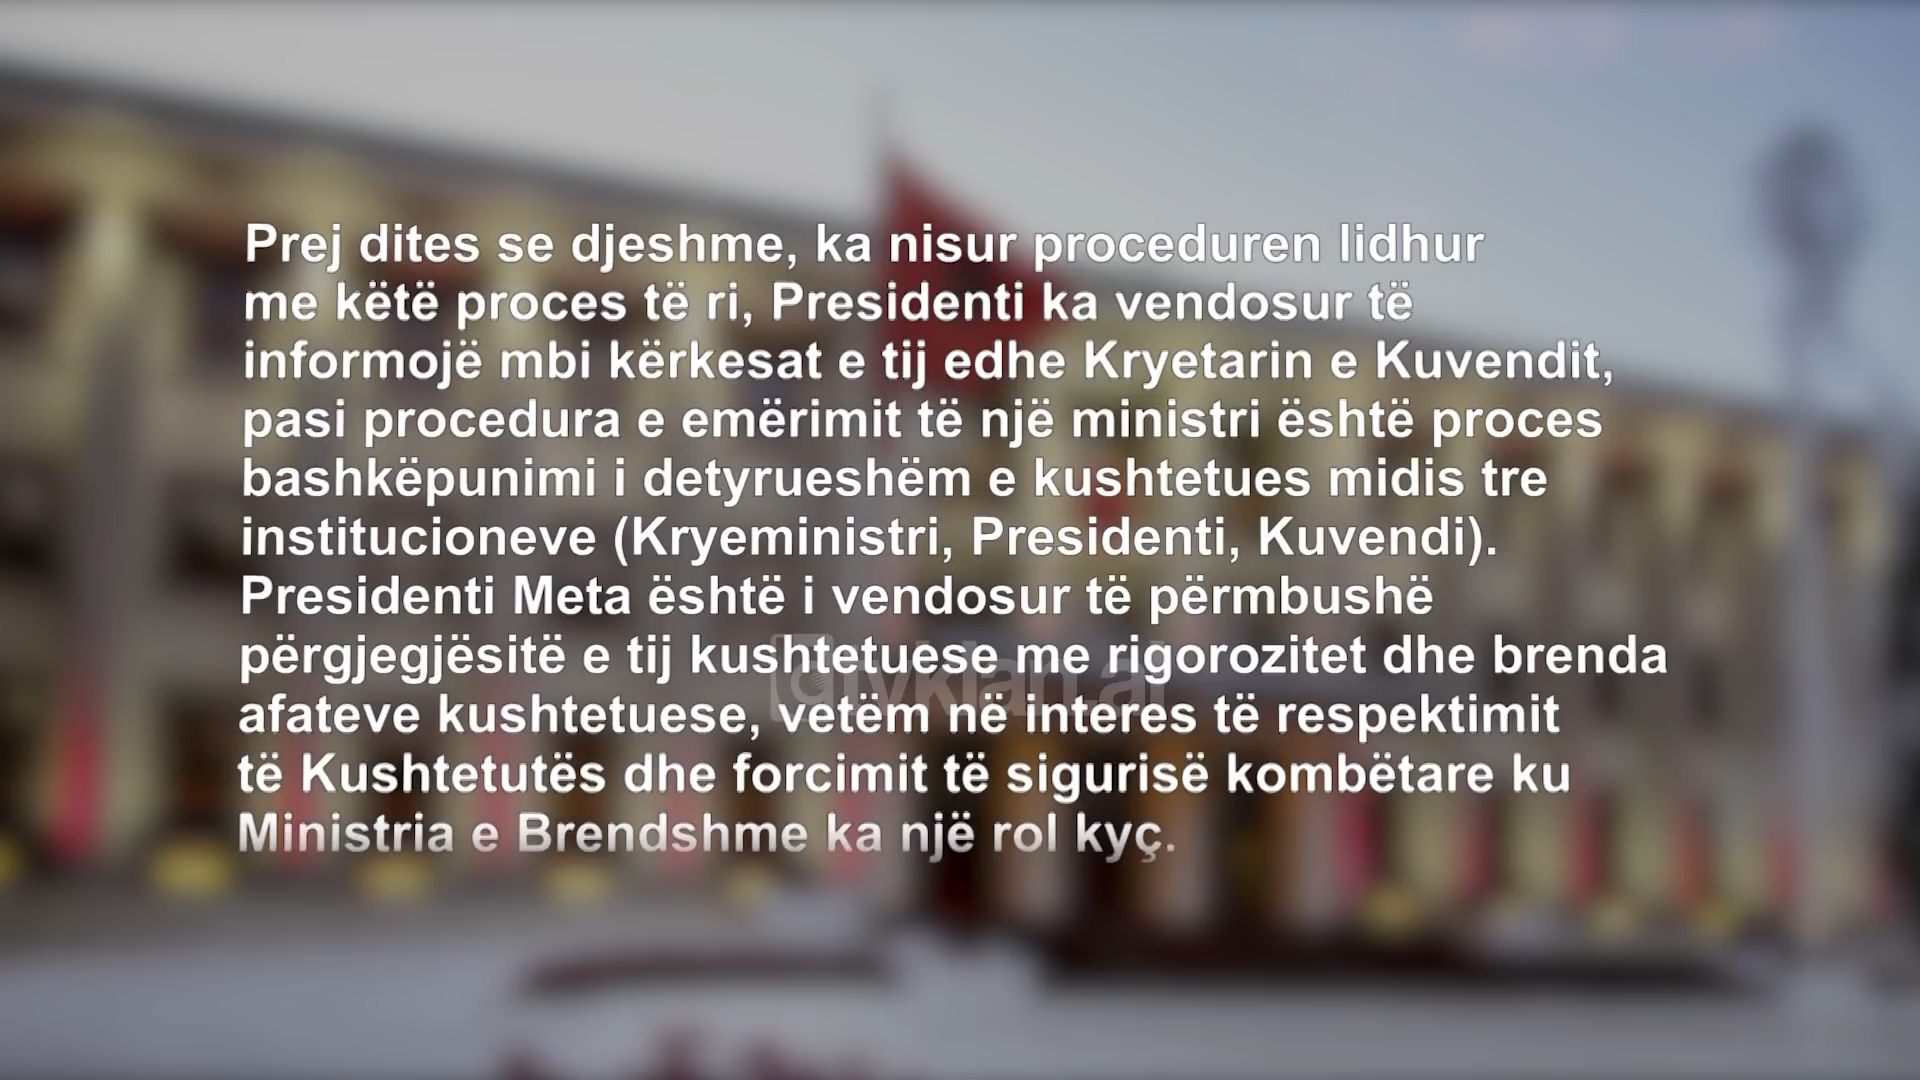 Prej dites se djeshme, ka nisur proceduren lidhur
me këtë proces të ri, Presidenti ka vendosur të
informojë mbi kërkesat e tij edhe Kryetarin e Kuvendit,
pasi procedura e emërimit të një ministri është proces
bashkëpunimi i detyrueshëm e kushtetues midis tre
institucioneve (Kryeministri, Presidenti, Kuvendi).
Presidenti Meta është i vendosur të përmbushë
përgjegjësitë e tij kushtetuese me rigorozitet dhe brenda
afateve kushtetuese, vetëm në interes të respektimit
të Kushtetutës dhe forcimit të sigurisë kombëtare ku
Ministria e Brendshme ka një rol kyç.
tvklan.al